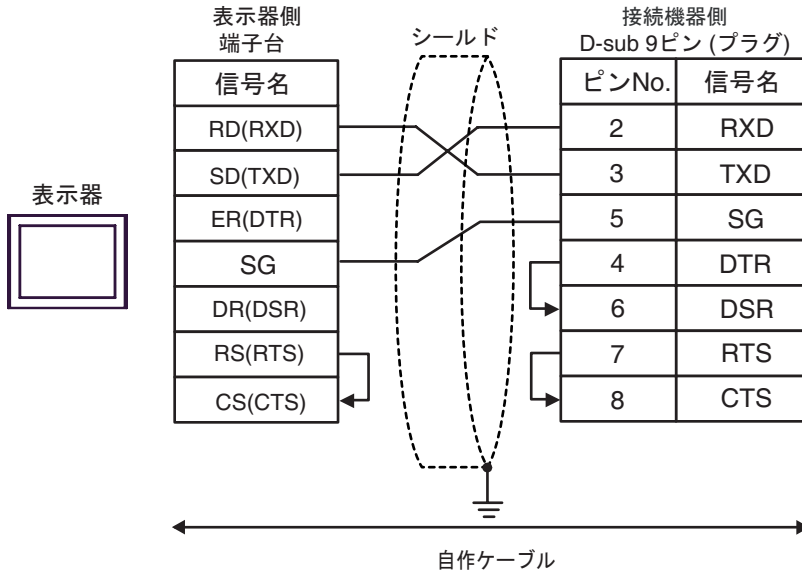 表示器側
端子台
シールド
接続機器側
D-sub 9ピン (プラグ)
信号名
ピンNo. 信号名
RD(RXD) 2 RXD
SD(TXD) 3 TXD
ER(DTR) 5 SG
SG 4 DTR
DR(DSR) 6 DSR
RS(RTS) 7 RTS
CS(CTS) 8 CTS
表示器
自作ケーブル